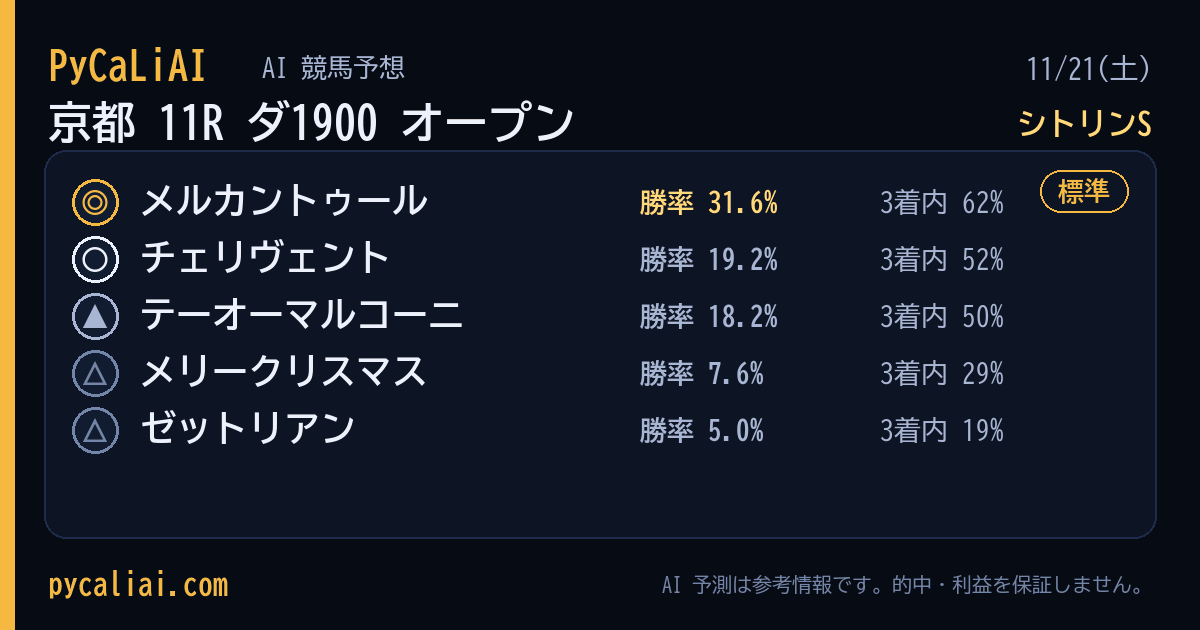 PyCaLiAI AI 競馬予想 11/21(土)
京都 11R ダ1900 オープン シトリンS
◎ メルカントゥール 勝率 31.6% 3着内 62% 標準
○ チェリヴェント 勝率 19.2% 3着内 52%
▲ テーオーマルコーニ 勝率 18.2% 3着内 50%
△ メリークリスマス 勝率 7.6% 3着内 29%
△ ゼットリアン 勝率 5.0% 3着内 19%
pycaliai.com AI 予測は参考情報です。的中・利益を保証しません。